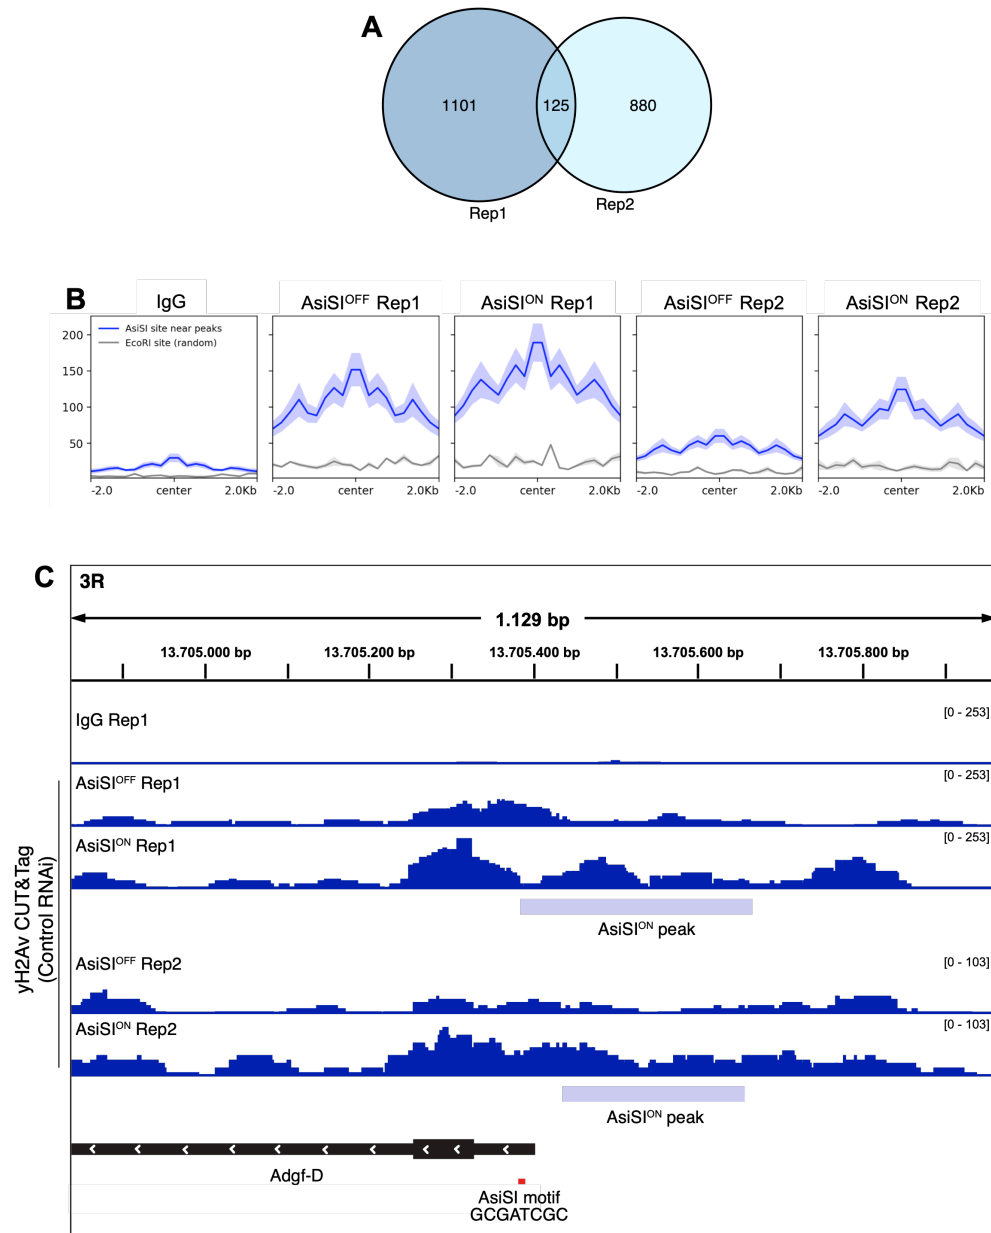 A
1101
125
880
Rep1
Rep2
B
IgG
AsiSIᴼᶠᶠ Rep1
AsiSIᴼᴺ Rep1
AsiSIᴼᶠᶠ Rep2
AsiSIᴼᴺ Rep2
200
150
100
50
AsiSI site near peaks
EcoRI site (random)
-2.0 center 2.0Kb
-2.0 center 2.0Kb
-2.0 center 2.0Kb
-2.0 center 2.0Kb
-2.0 center 2.0Kb
C
3R
1.129 bp
13.705.000 bp 13.705.200 bp 13.705.400 bp 13.705.600 bp 13.705.800 bp
IgG Rep1
[0 - 253]
yH2Av CUT&Tag
(Control RNAi)
AsiSIᴼᶠᶠ Rep1
[0 - 253]
AsiSIᴼᴺ Rep1
[0 - 253]
AsiSIᴼᴺ peak
AsiSIᴼᶠᶠ Rep2
[0 - 103]
AsiSIᴼᴺ Rep2
[0 - 103]
AsiSIᴼᴺ peak
Adgf-D
AsiSI motif
GCGATCGC